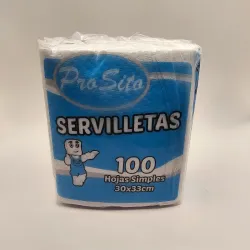 ProSito
SERVILLETAS
100
Hojas Simples
30x33cm